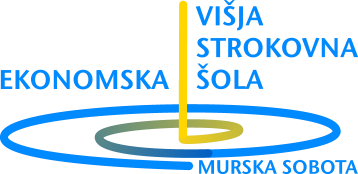 VIŠJA
STROKOVNA
EKONOMSKA ŠOLA
MURSKA SOBOTA